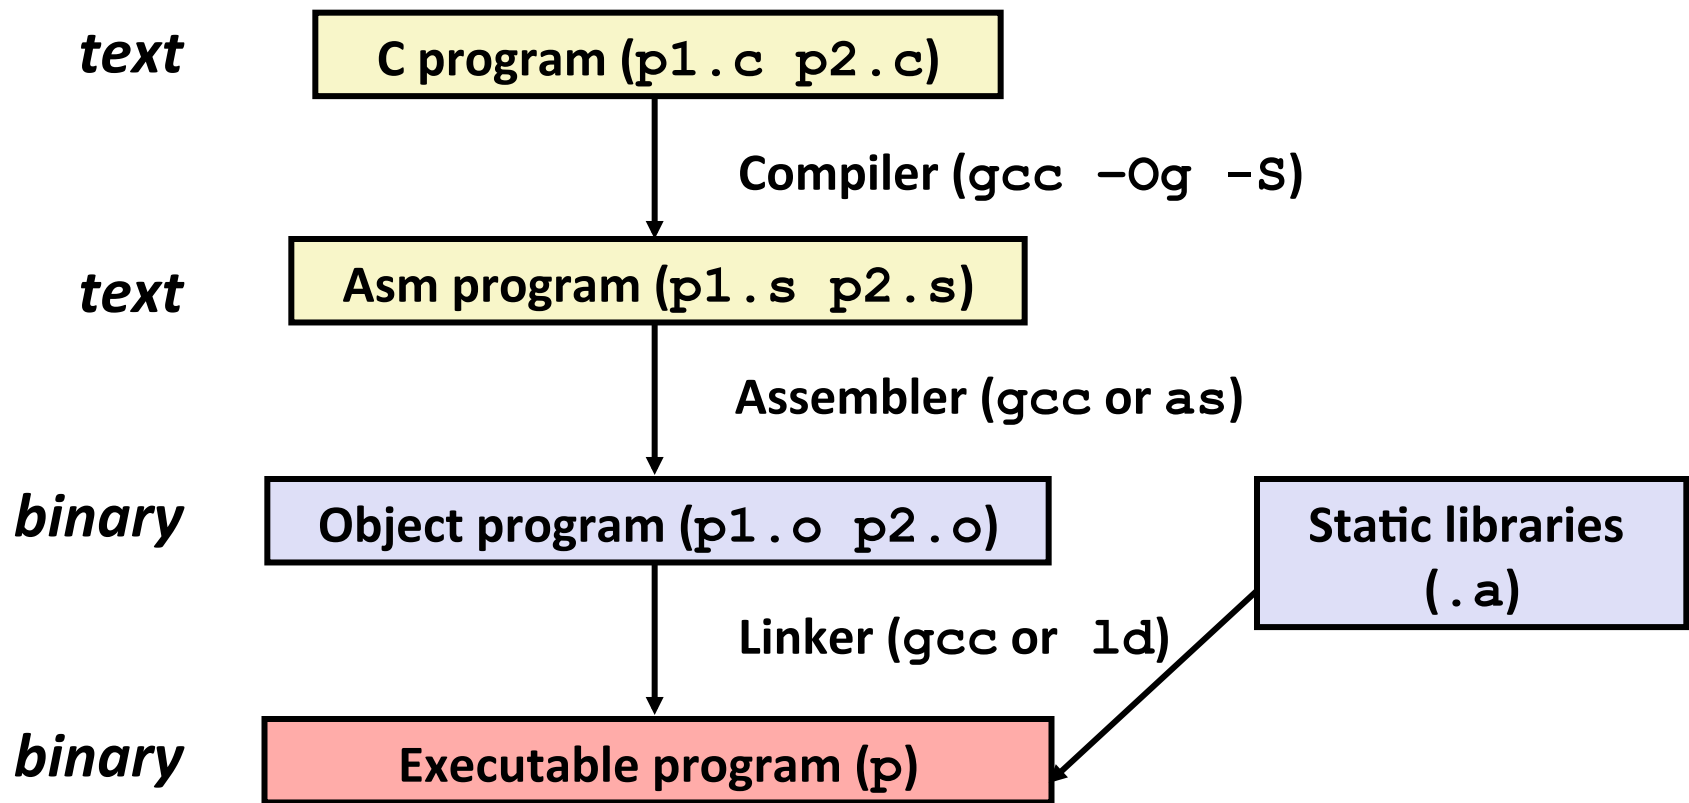 text
C program (p1.c p2.c)
Compiler (gcc –Og -S)
text
Asm program (p1.s p2.s)
Assembler (gcc or as)
binary
Object program (p1.o p2.o)
Static libraries
(.a)
Linker (gcc or ld)
binary
Executable program (p)